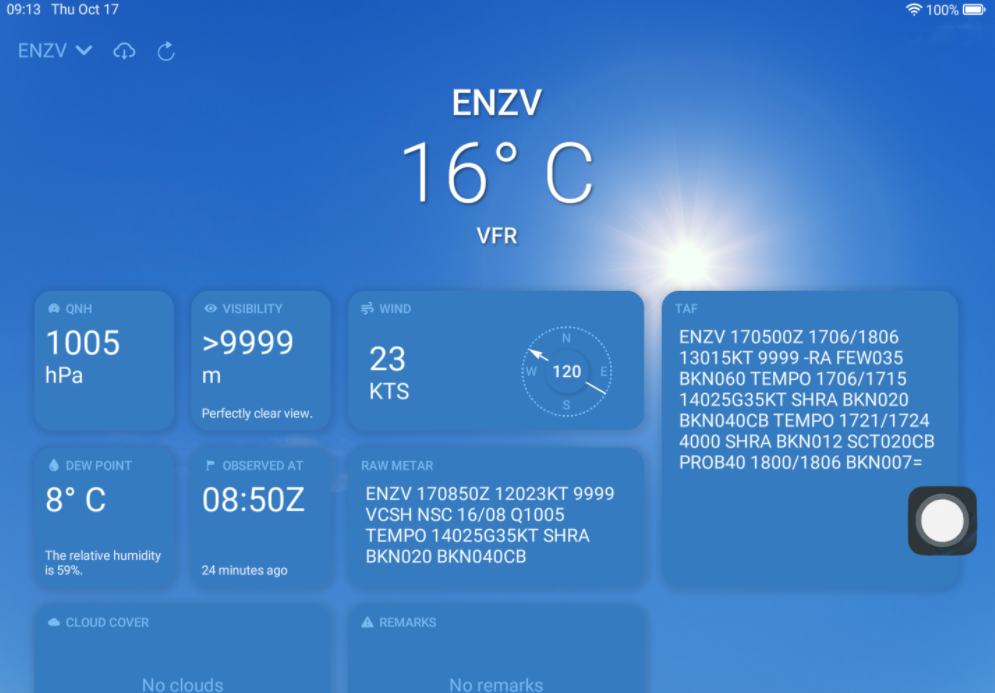 09:13 Thu Oct 17
100%
ENZV
ENZV
16° C
VFR
QNH
1005
hPa
VISIBILITY
>9999
m
Perfectly clear view.
WIND
23
KTS
N
W
120
E
S
TAF
ENZV 170500Z 1706/1806
13015KT 9999 -RA FEW035
BKN060 TEMPO 1706/1715
14025G35KT SHRA BKN020
BKN040CB TEMPO 1721/1724
4000 SHRA BKN012 SCT020CB
PROB40 1800/1806 BKN007=
DEW POINT
8° C
The relative humidity
is 59%.
OBSERVED AT
08:50Z
24 minutes ago
RAW METAR
ENZV 170850Z 12023KT 9999
VCSH NSC 16/08 Q1005
TEMPO 14025G35KT SHRA
BKN020 BKN040CB
CLOUD COVER
No clouds
REMARKS
No remarks